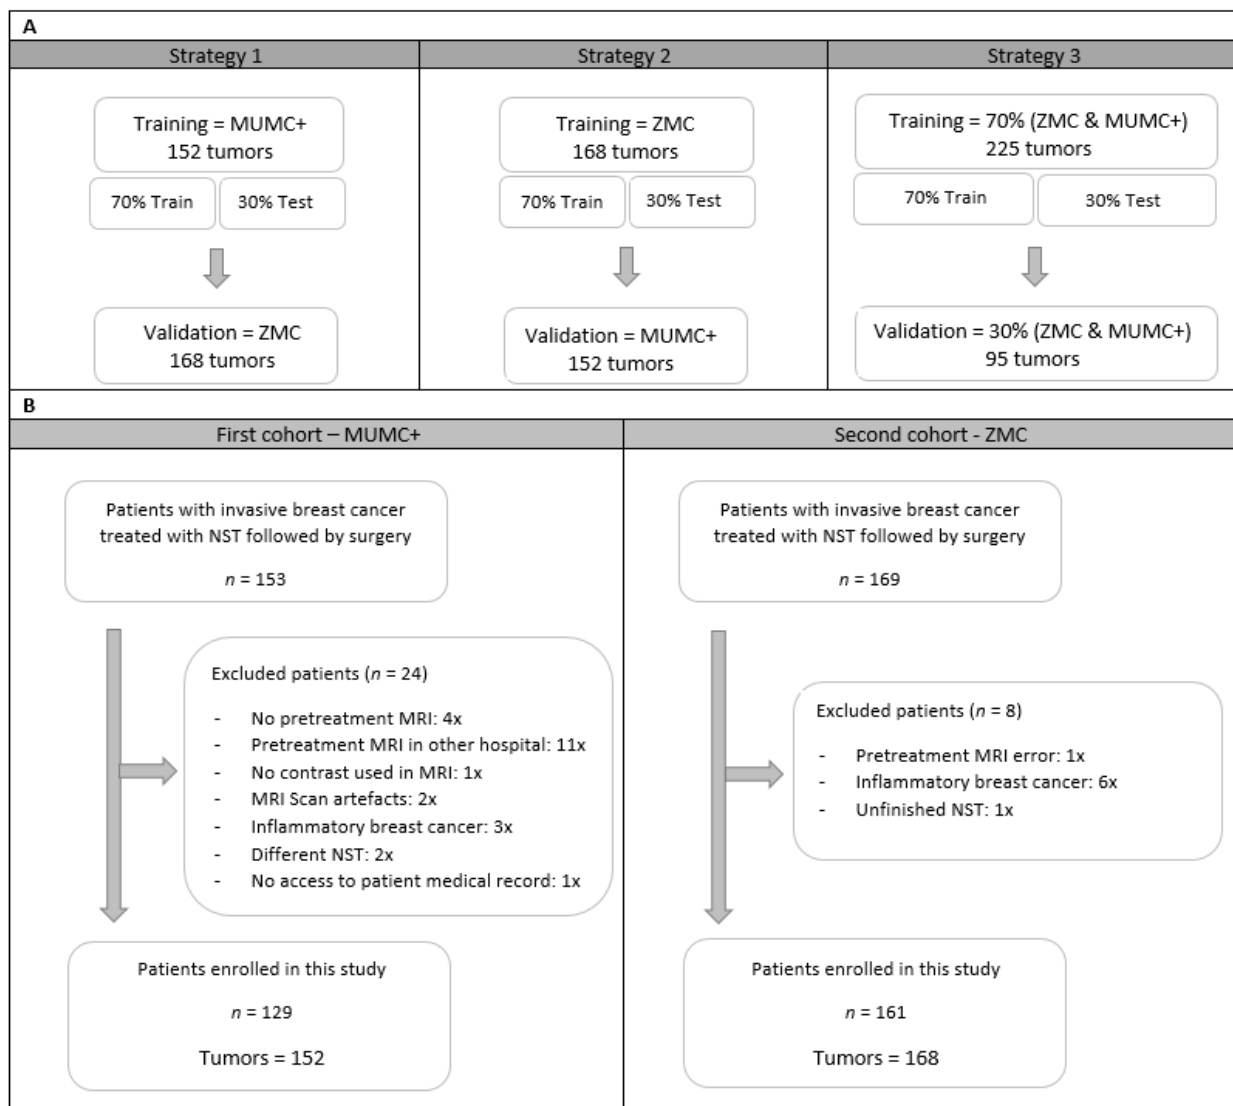 A
Strategy 1
Training = MUMC+
152 tumors
70% Train
30% Test
Validation = ZMC
168 tumors
Strategy 2
Training = ZMC
168 tumors
70% Train
30% Test
Validation = MUMC+
152 tumors
Strategy 3
Training = 70% (ZMC & MUMC+)
225 tumors
70% Train
30% Test
Validation = 30% (ZMC & MUMC+)
95 tumors
B
First cohort – MUMC+
Patients with invasive breast cancer
treated with NST followed by surgery
n = 153
Excluded patients (n = 24)
- No pretreatment MRI: 4x
- Pretreatment MRI in other hospital: 11x
- No contrast used in MRI: 1x
- MRI Scan artefacts: 2x
- Inflammatory breast cancer: 3x
- Different NST: 2x
- No access to patient medical record: 1x
Patients enrolled in this study
n = 129
Tumors = 152
Second cohort - ZMC
Patients with invasive breast cancer
treated with NST followed by surgery
n = 169
Excluded patients (n = 8)
- Pretreatment MRI error: 1x
- Inflammatory breast cancer: 6x
- Unfinished NST: 1x
Patients enrolled in this study
n = 161
Tumors = 168